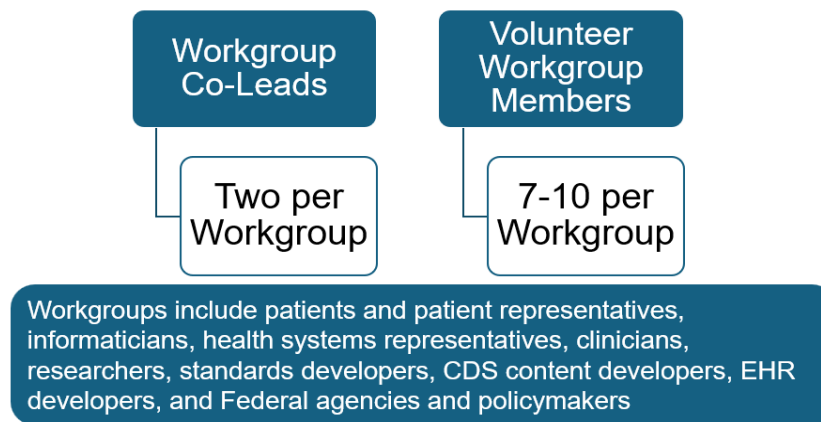 Workgroup
Co-Leads
Volunteer
Workgroup
Members
Two per
Workgroup
7-10 per
Workgroup
Workgroups include patients and patient representatives,
informaticians, health systems representatives, clinicians,
researchers, standards developers, CDS content developers, EHR
developers, and Federal agencies and policymakers